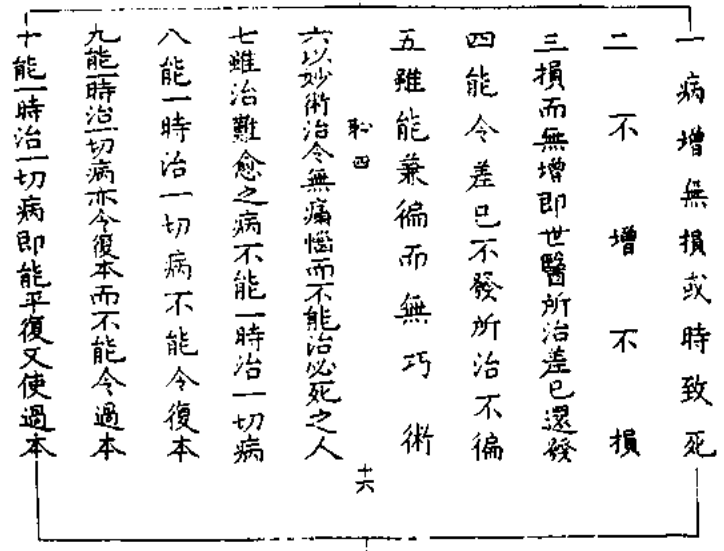 一病增無損或時致死
二不增不損
三損而無增即世醫所治差已還發
四能令差已不發所治不徧
五雖能兼徧而無巧術
恥四
十六
六以妙術治令無痛惱而不能治必死之人
七雖治難愈之病不能一時治一切病
八能一時治一切病不能令復本
九能一時治一切病亦令復本而不能令過本
十能一時治一切病即能平復又使過本